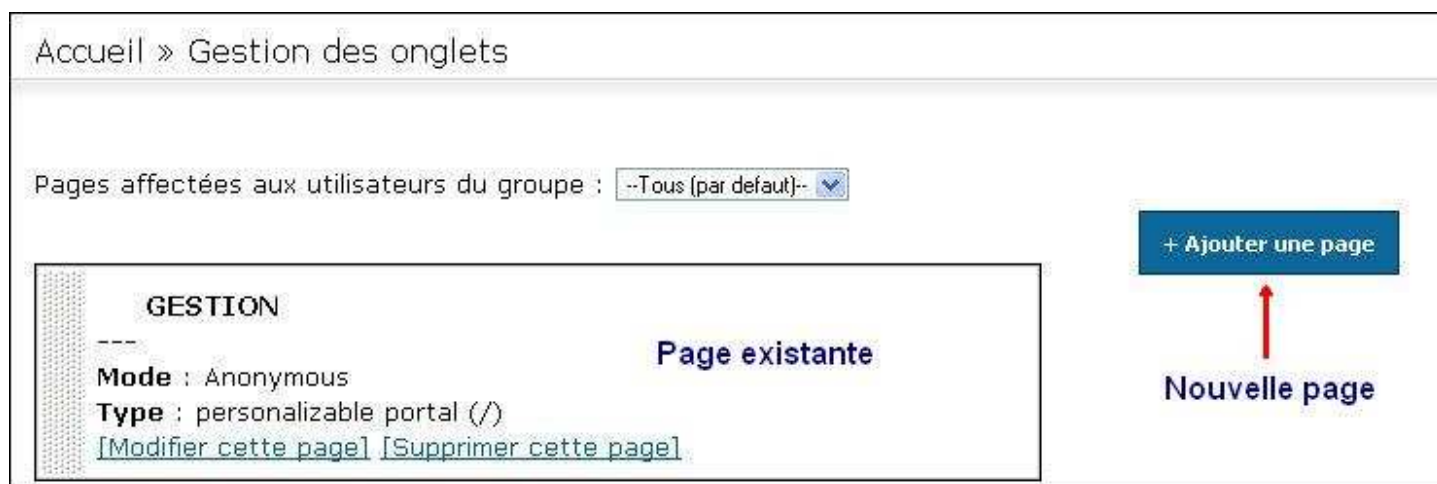 Accueil » Gestion des onglets
Pages affectées aux utilisateurs du groupe : --Tous (par defaut)--
+ Ajouter une page
GESTION
---
Page existante
Mode : Anonymous
Nouvelle page
Type : personalizable portal (/)
[Modifier cette page] [Supprimer cette page]